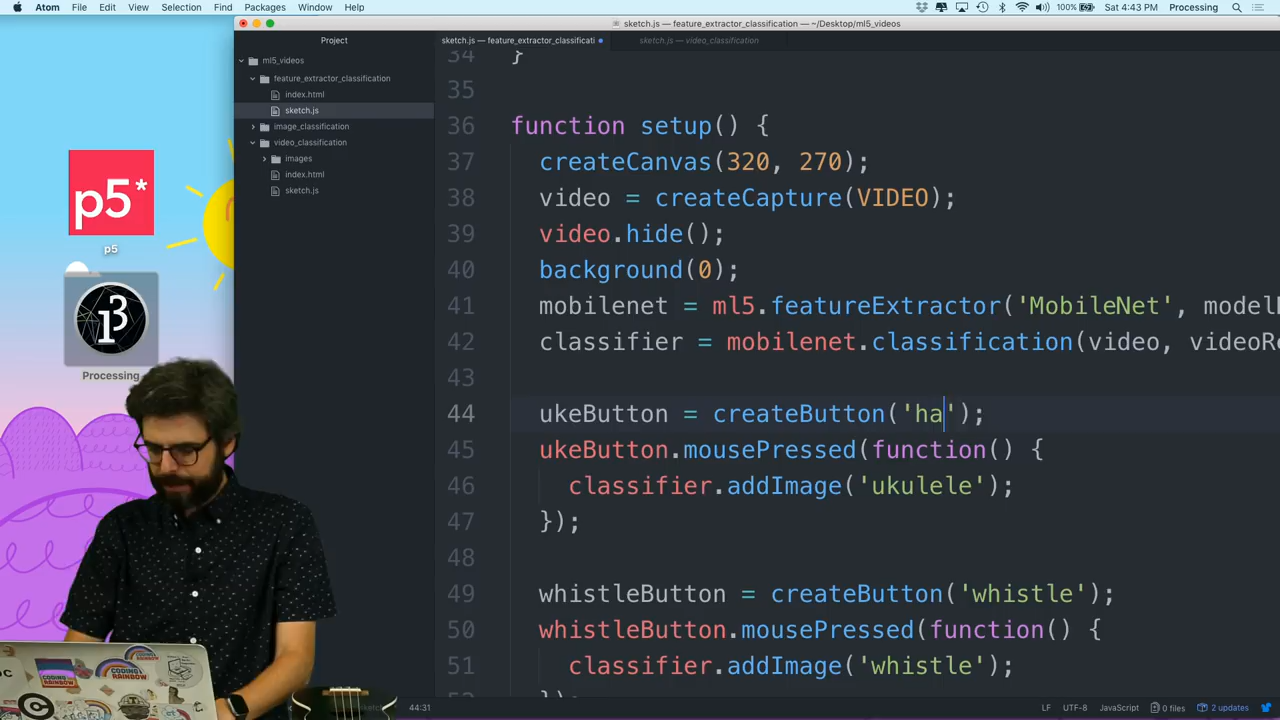 Atom File Edit View Selection Find Packages Window Help 100% Sat 4:43 PM Processing
sketch.js — feature_extractor_classification — ~/Desktop/ml5_videos
Project
sketch.js — feature_extractor_classificati
sketch.js — video_classification
ml5_videos
feature_extractor_classification
index.html
sketch.js
image_classification
video_classification
images
index.html
sketch.js
p5*
p5
Processing
34 }
35
36 function setup() {
37 createCanvas(320, 270);
38 video = createCapture(VIDEO);
39 video.hide();
40 background(0);
41 mobilenet = ml5.featureExtractor('MobileNet', model
42 classifier = mobilenet.classification(video, videoRe
43
44 ukeButton = createButton('ha');
45 ukeButton.mousePressed(function() {
46 classifier.addImage('ukulele');
47 });
48
49 whistleButton = createButton('whistle');
50 whistleButton.mousePressed(function() {
51 classifier.addImage('whistle');
});
44:31
LF UTF-8 JavaScript 0 files 2 updates